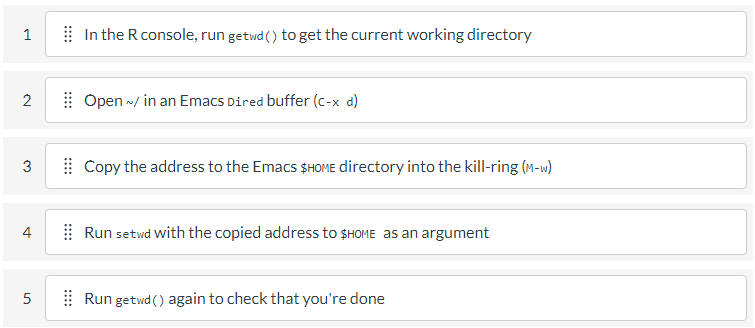 1 In the R console, run getwd() to get the current working directory
2 Open ~/ in an Emacs Dired buffer (C-x d)
3 Copy the address to the Emacs $HOME directory into the kill-ring (M-w)
4 Run setwd with the copied address to $HOME as an argument
5 Run getwd() again to check that you're done